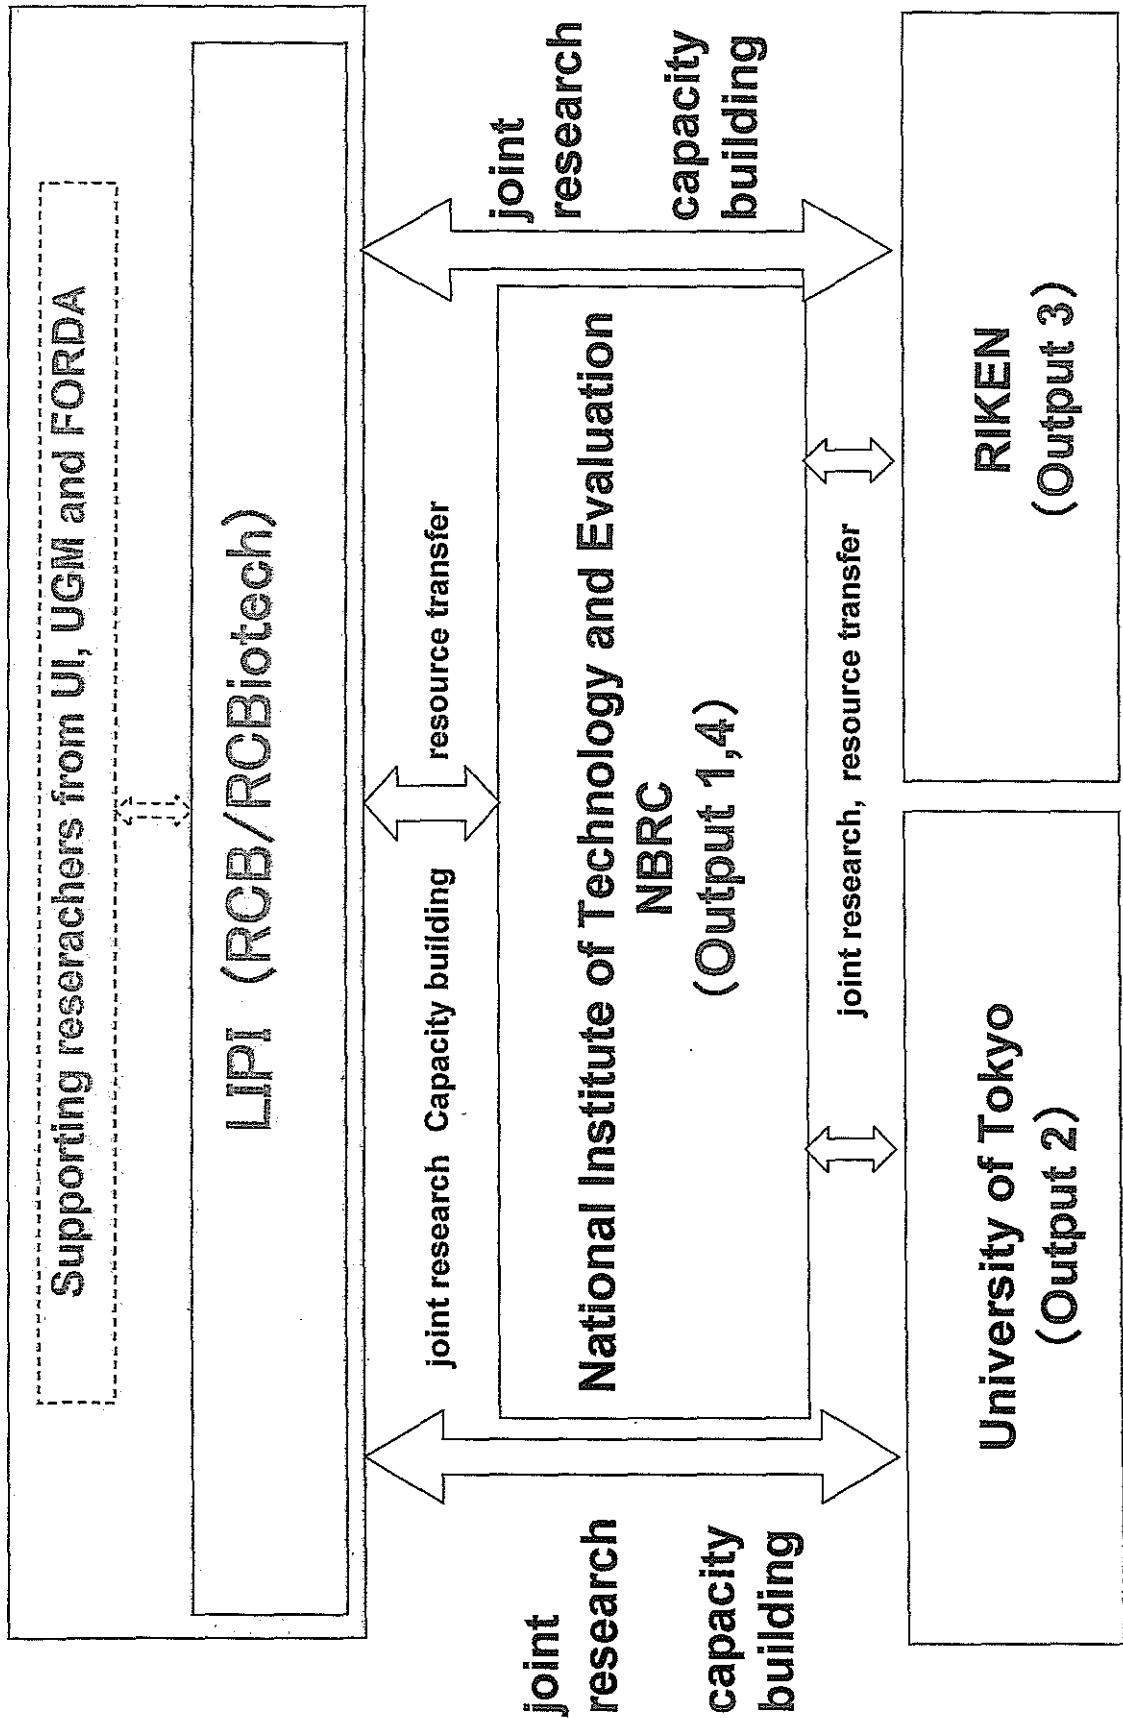 Supporting reserachers from UI, UGM and FORDA
LIPI (RCB/RCBiotech)
joint research Capacity building
resource transfer
joint
research
capacity
building
joint
research
capacity
building
National Institute of Technology and Evaluation
NBRC
(Output 1,4)
joint research, resource transfer
University of Tokyo
(Output 2)
RIKEN
(Output 3)